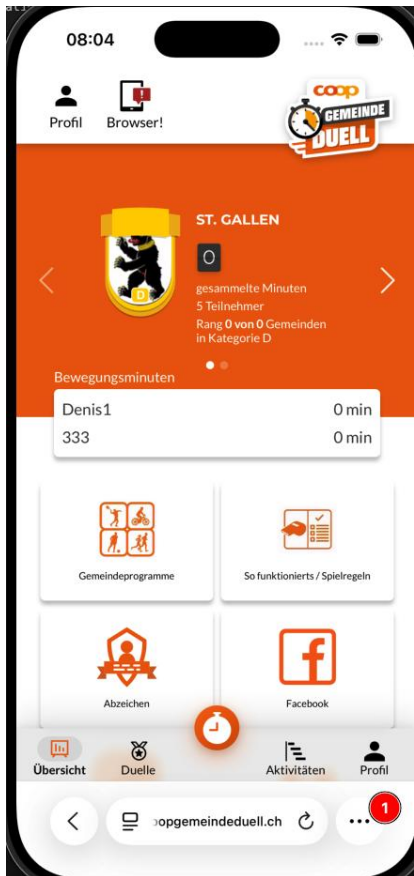 08:04
Profil
Browser!
coop
GEMEINDE
DUELL
ST. GALLEN
0
gesammelte Minuten
5 Teilnehmer
Rang 0 von 0 Gemeinden
in Kategorie D
D
Bewegungsminuten
Denis1 0 min
333 0 min
Gemeindeprogramme
So funktionierts / Spielregeln
Abzeichen
Facebook
Übersicht
Duelle
Aktivitäten
Profil
opgemeindeduell.ch
1